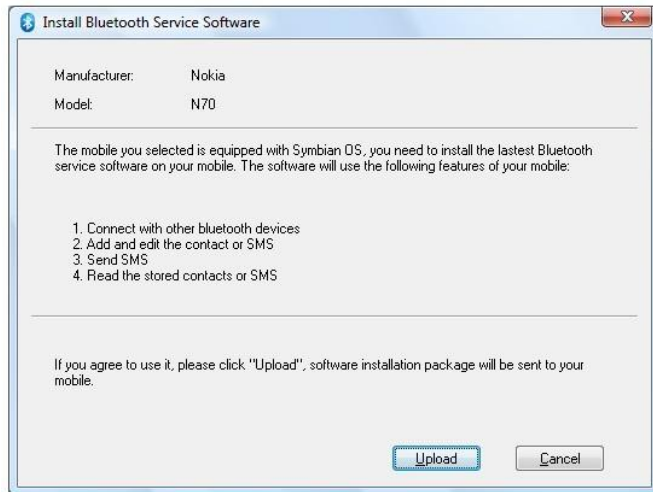 Install Bluetooth Service Software
Manufacturer: Nokia
Model: N70
The mobile you selected is equipped with Symbian OS, you need to install the lastest Bluetooth
service software on your mobile. The software will use the following features of your mobile:
1. Connect with other bluetooth devices
2. Add and edit the contact or SMS
3. Send SMS
4. Read the stored contacts or SMS
If you agree to use it, please click "Upload", software installation package will be sent to your
mobile.
Upload Cancel